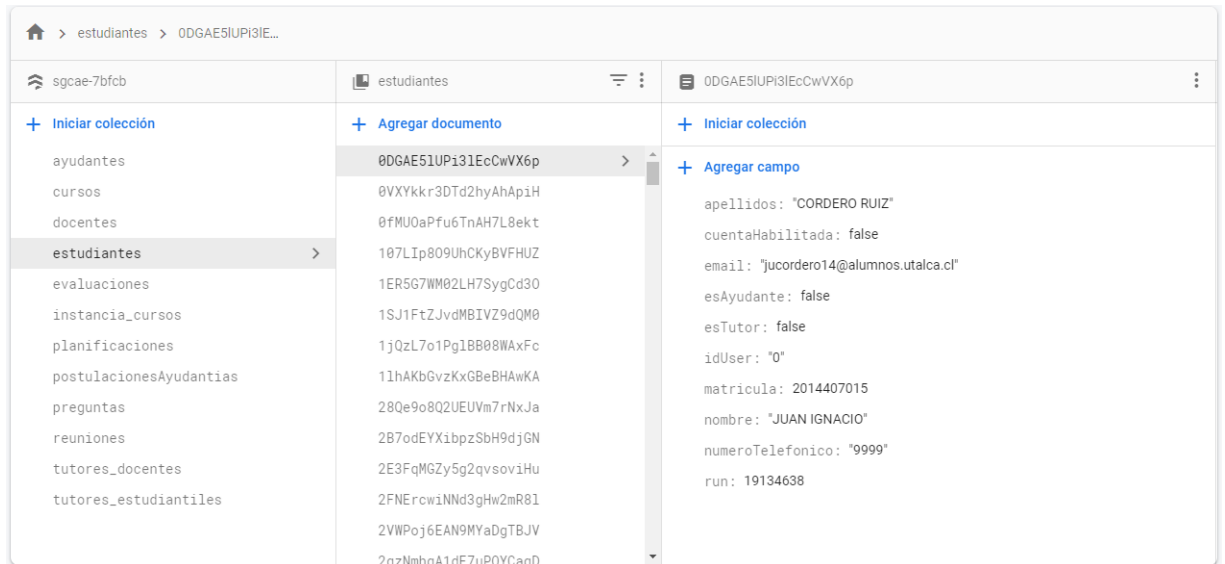 estudiantes > 0DGAE5lUPi3lE...
sgcae-7bfcb
Iniciar colección
ayudantes
cursos
docentes
estudiantes
evaluaciones
instancia_cursos
planificaciones
postulacionesAyudantias
preguntas
reuniones
tutores_docentes
tutores_estudiantiles
estudiantes
Agregar documento
0DGAE5lUPi3lEcCwVX6p
0VXYkkr3DTd2hyAhApiH
0fMUOaPfu6TnAH7L8ekt
107LIp8O9UhCKyBVFHUZ
1ER5G7WM02LH7SygCd3O
1SJ1FtZJvdMBIVZ9dQM0
1jQzL7o1PglBB08WAxFc
1lhAKbGvzKxGBeBHAwKA
28Qe9o8Q2UEUVm7rNxJa
2B7odEYXibpzSbH9djGN
2E3FqMGZy5g2qvsoviHu
2FNErcwiNNd3gHw2mR8l
2VWPoj6EAN9MYaDgTBJV
0DGAE5lUPi3lEcCwVX6p
Iniciar colección
Agregar campo
apellidos: "CORDERO RUIZ"
cuentaHabilitada: false
email: "jucordero14@alumnos.utalca.cl"
esAyudante: false
esTutor: false
idUser: "0"
matricula: 2014407015
nombre: "JUAN IGNACIO"
numeroTelefonico: "9999"
run: 19134638